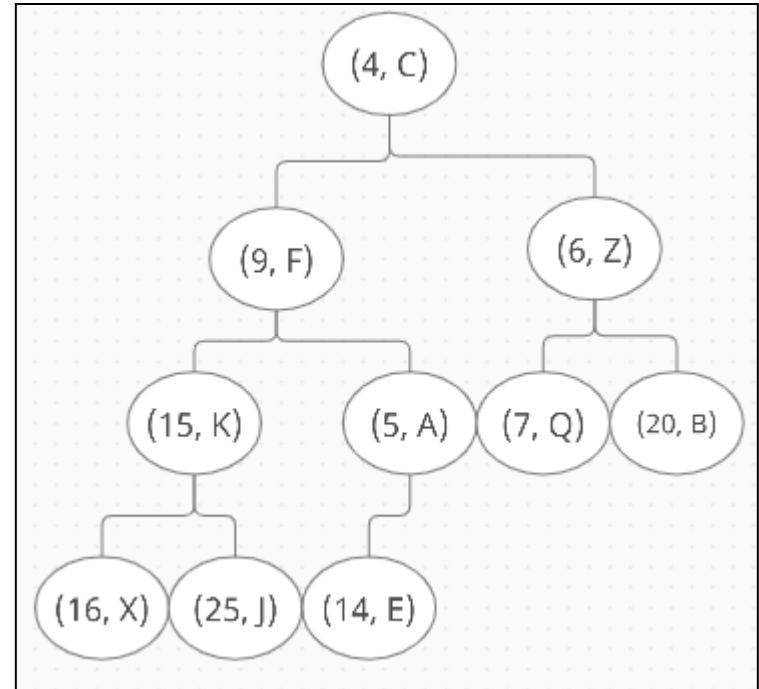 (4, C)
(9, F)
(6, Z)
(15, K)
(5, A)
(7, Q)
(20, B)
(16, X)
(25, J)
(14, E)